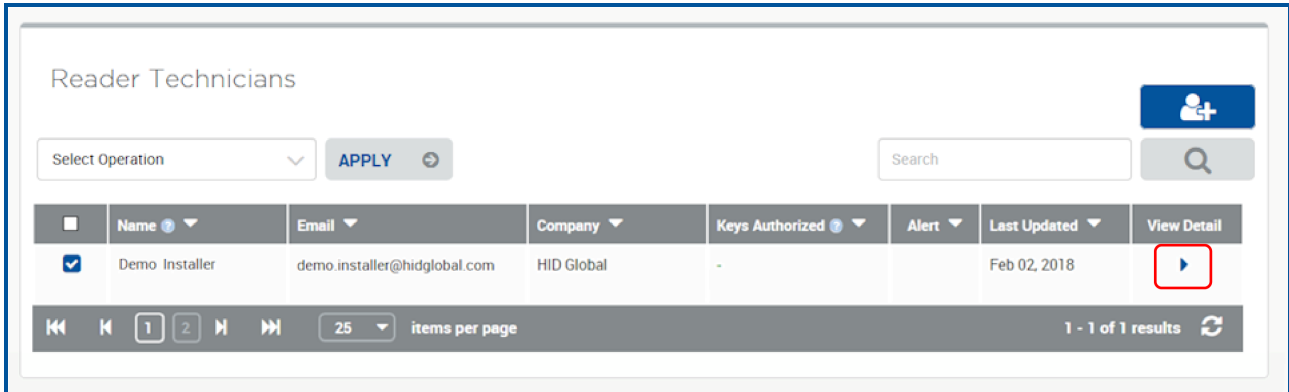 Reader Technicians
Select Operation APPLY Search
Name Email Company Keys Authorized Alert Last Updated View Detail
Demo Installer demo.installer@hidglobal.com HID Global - Feb 02, 2018
1 2 25 items per page 1 - 1 of 1 results